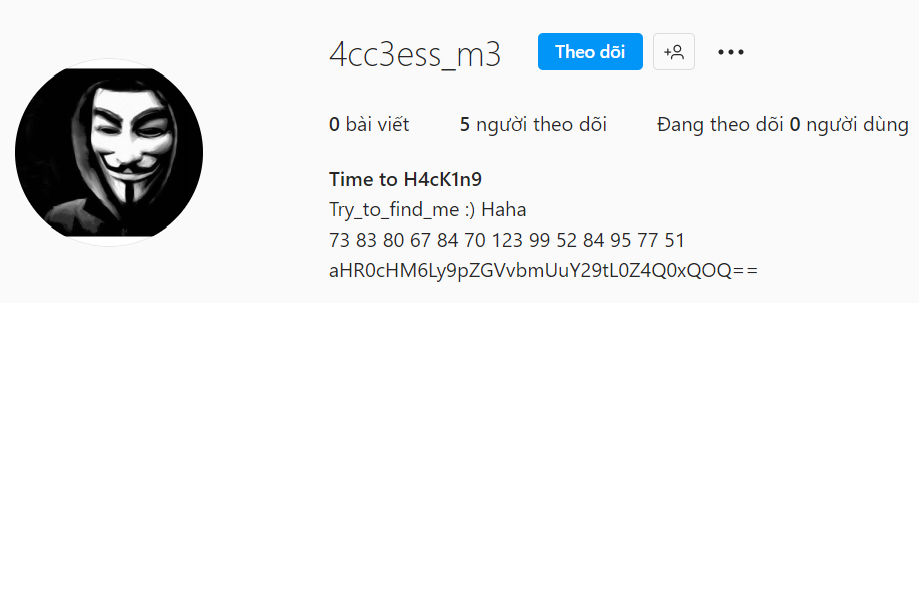 4cc3ess_m3 Theo dõi
0 bài viết 5 người theo dõi Đang theo dõi 0 người dùng
Time to H4cK1n9
Try_to_find_me :) Haha
73 83 80 67 84 70 123 99 52 84 95 77 51
aHR0cHM6Ly9pZGVvbmUuY29tL0Z4Q0xQOQ==